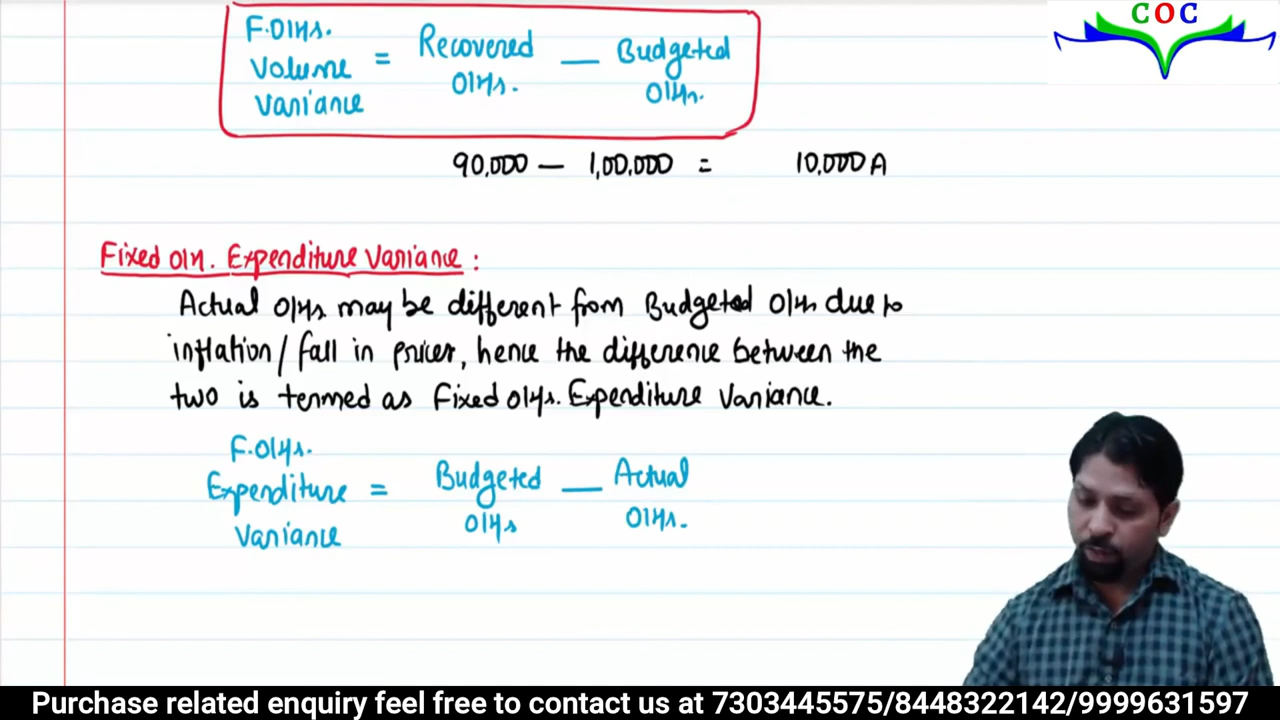 COC
F.O/Hs.
Volume
Variance
= Recovered O/Hs. — Budgeted O/Hs.
90,000 — 1,00,000 = 10,000 A
Fixed O/H. Expenditure Variance :
Actual O/Hs may be different from Budgeted O/Hs due to
inflation/ fall in prices, hence the difference between the
two is termed as Fixed O/Hs. Expenditure Variance.
F.O/Hs.
Expenditure
Variance
= Budgeted O/Hs — Actual O/Hs.
Purchase related enquiry feel free to contact us at 7303445575/8448322142/9999631597